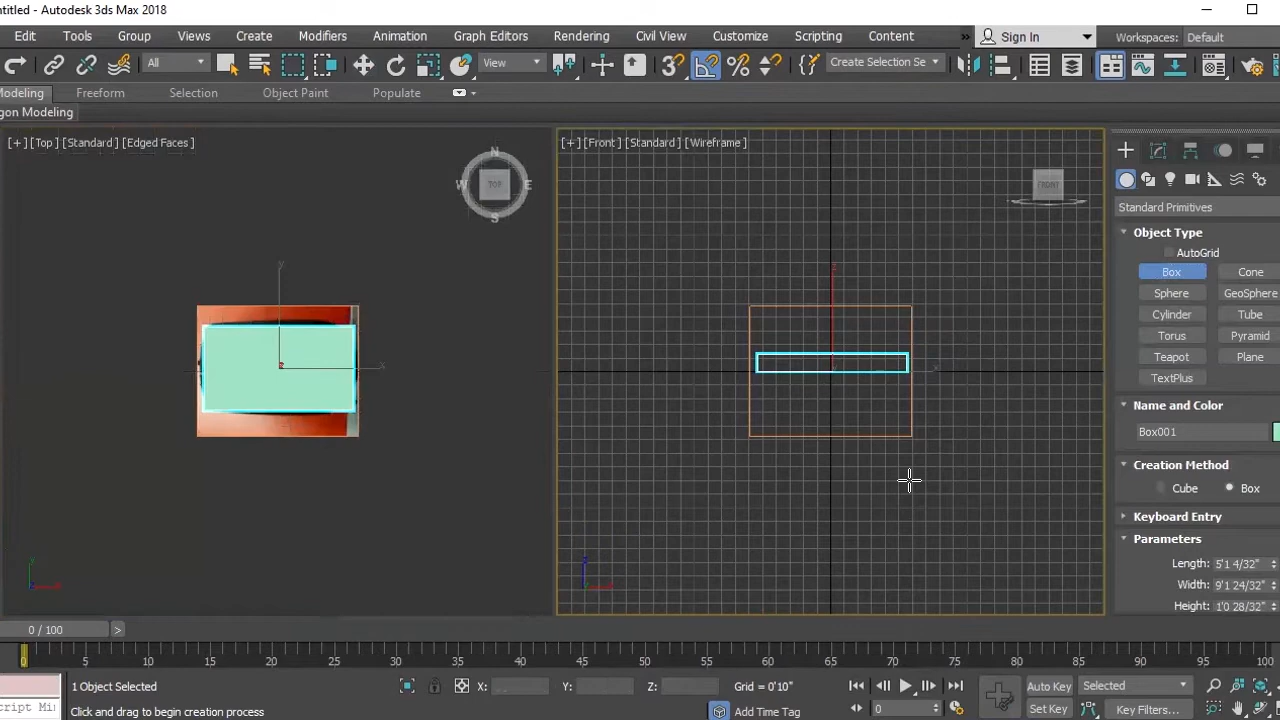 ntitled - Autodesk 3ds Max 2018
Edit Tools Group Views Create Modifiers Animation Graph Editors Rendering Civil View Customize Scripting Content Sign In Workspaces: Default
All View Create Selection Se
Modeling Freeform Selection Object Paint Populate
gon Modeling
[+] [Top] [Standard] [Edged Faces]
[+] [Front] [Standard] [Wireframe]
N
W TOP E
S
FRONT
Standard Primitives
Object Type
AutoGrid
Box Cone
Sphere GeoSphere
Cylinder Tube
Torus Pyramid
Teapot Plane
TextPlus
Name and Color
Box001
Creation Method
Cube Box
Keyboard Entry
Parameters
Length: 5'1 4/32"
Width: 9'1 24/32"
Height: 1'0 28/32"
y
x
z
x
0 / 100 >
0 5 10 15 20 25 30 35 40 45 50 55 60 65 70 75 80 85 90 95 100
1 Object Selected X: Y: Z: Grid = 0'10" Auto Key Selected
cript Mi Click and drag to begin creation process Add Time Tag 0 Set Key Key Filters...